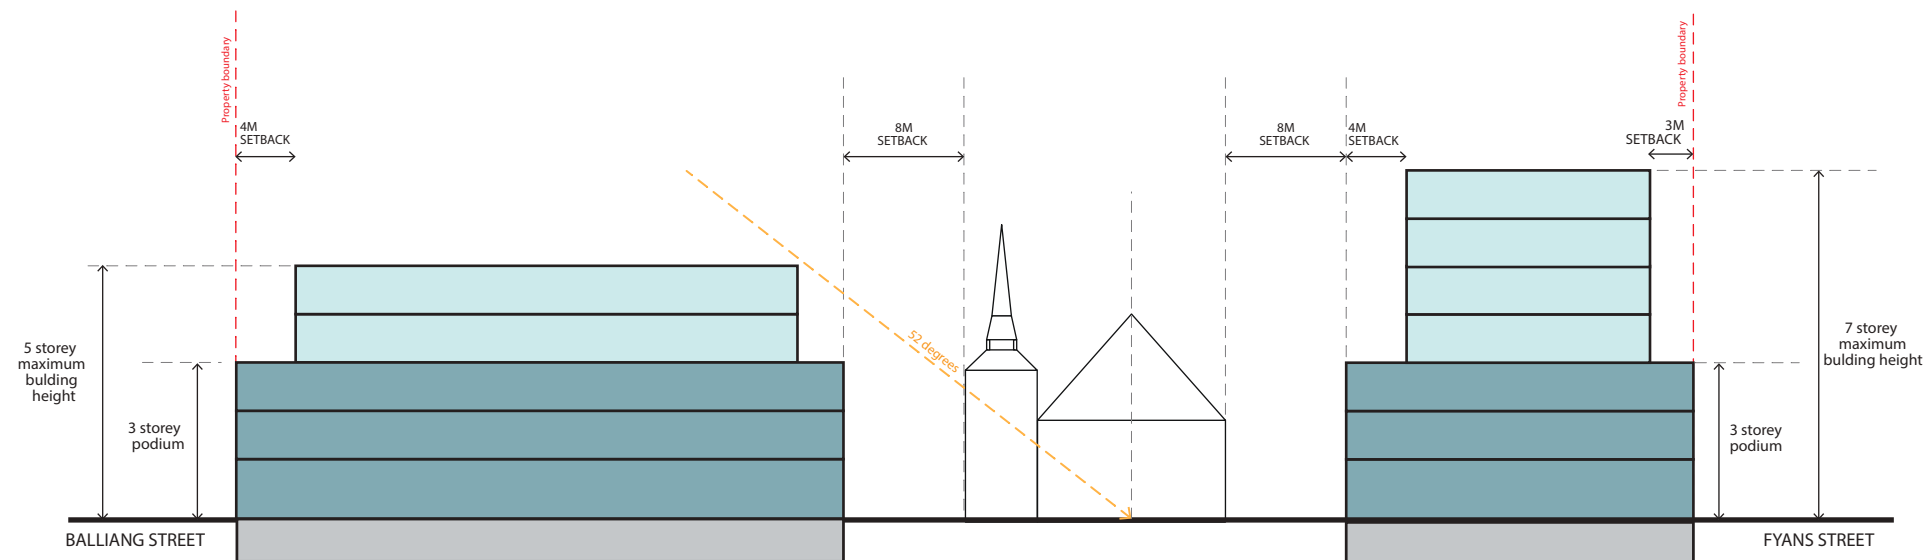 Property boundary
4M
SETBACK
8M
SETBACK
8M
SETBACK
4M
SETBACK
3M
SETBACK
Property boundary
52 degrees
5 storey
maximum
bulding
height
3 storey
podium
7 storey
maximum
bulding height
3 storey
podium
BALLIANG STREET
FYANS STREET